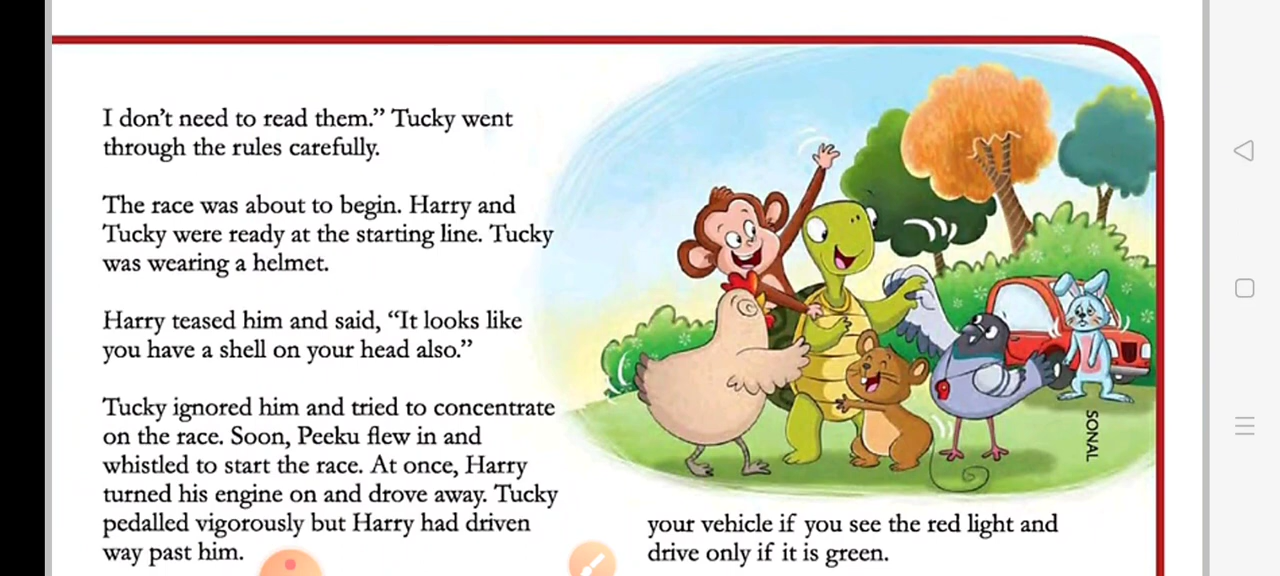 I don't need to read them.” Tucky went
through the rules carefully.
The race was about to begin. Harry and
Tucky were ready at the starting line. Tucky
was wearing a helmet.
Harry teased him and said, “It looks like
you have a shell on your head also.”
Tucky ignored him and tried to concentrate
on the race. Soon, Peeku flew in and
whistled to start the race. At once, Harry
turned his engine on and drove away. Tucky
pedalled vigorously but Harry had driven
way past him.
SONAL
your vehicle if you see the red light and
drive only if it is green.